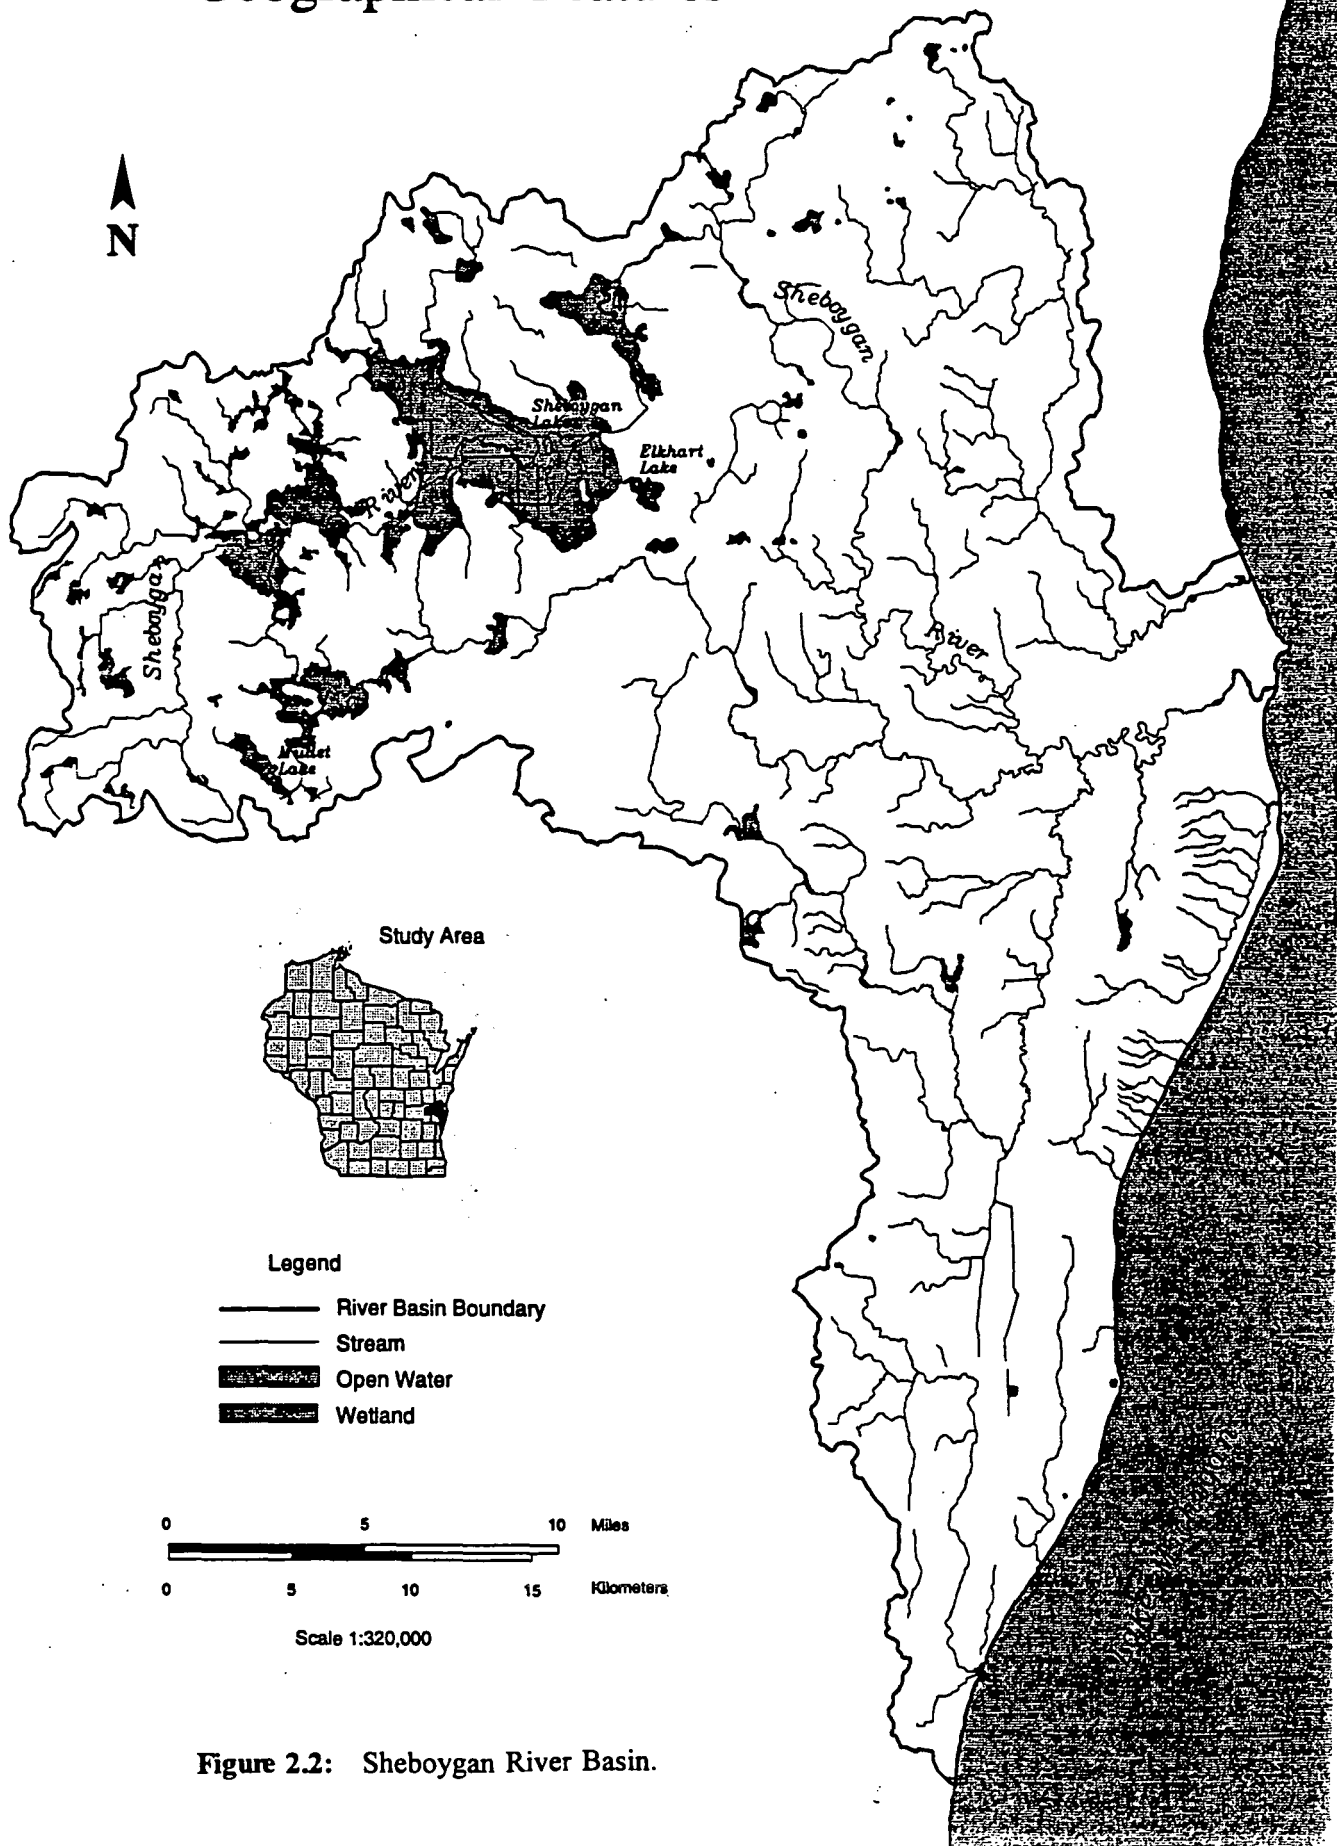 N
Sheboygan
Sheboygan
Lake
Elkhart
Lake
River
Sheboygan
River
Mullet
Lake
Study Area
Legend
River Basin Boundary
Stream
Open Water
Wetland
0 5 10 Miles
0 5 10 15 Kilometers
Scale 1:320,000
Figure 2.2: Sheboygan River Basin.